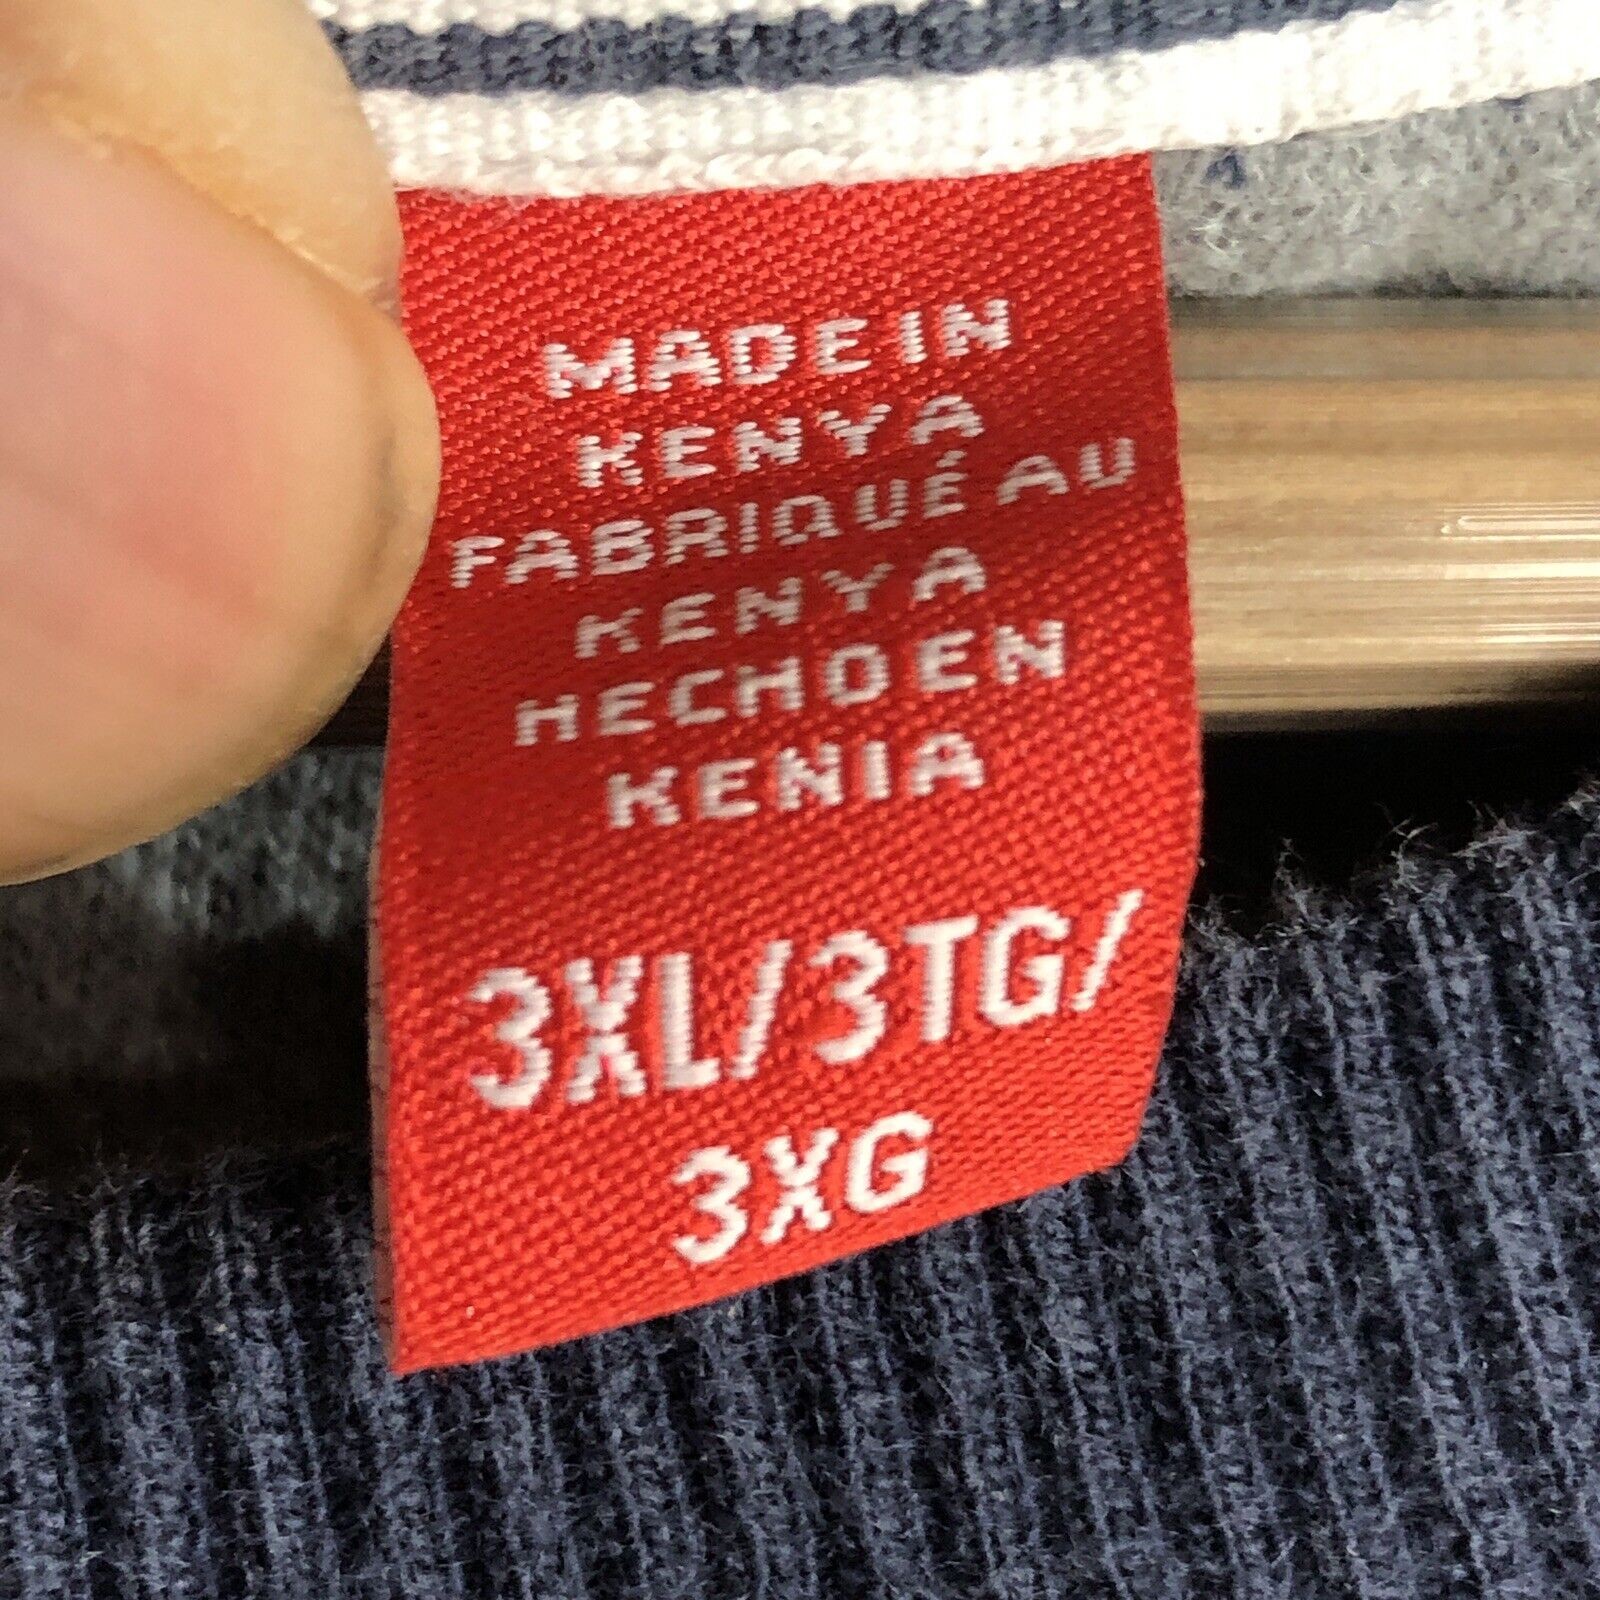 MADE IN
KENYA
FABRIQUÉ AU
KENYA
HECHO EN
KENIA
3XL/3TG/
3XG